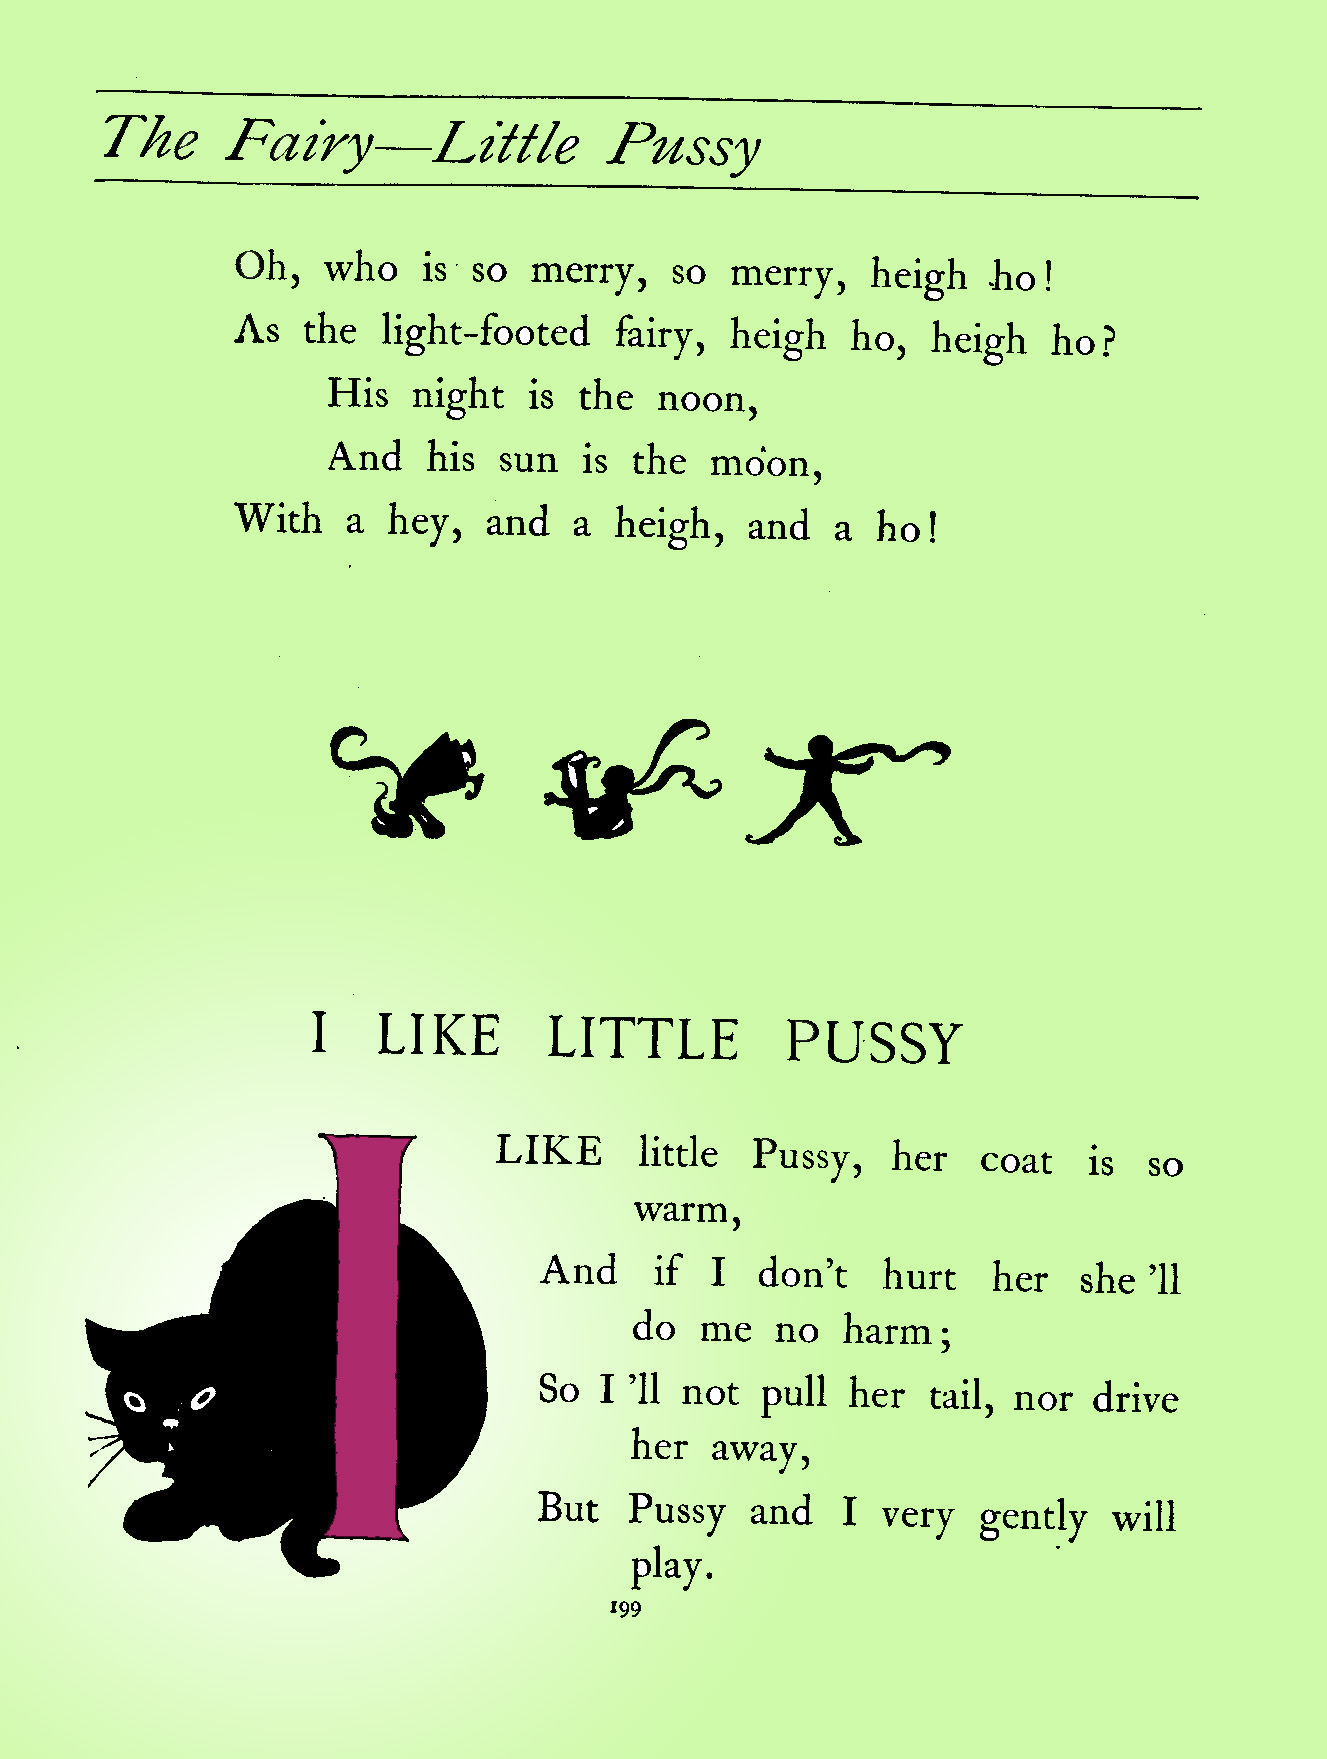 The Fairy—Little Pussy
Oh, who is so merry, so merry, heigh ho!
As the light-footed fairy, heigh ho, heigh ho?
His night is the noon,
And his sun is the moon,
With a hey, and a heigh, and a ho!
I LIKE LITTLE PUSSY
I LIKE little Pussy, her coat is so
warm,
And if I don't hurt her she 'll
do me no harm;
So I 'll not pull her tail, nor drive
her away,
But Pussy and I very gently will
play.
199